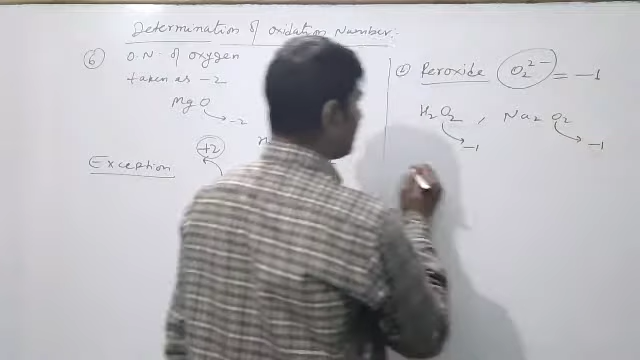 Determination of oxidation Number:
⑥ O.N. of oxygen
taken as -2
MgO
-2
+2
Exception
② Peroxide O₂²⁻ = -1
H₂O₂ , Na₂O₂
-1 -1